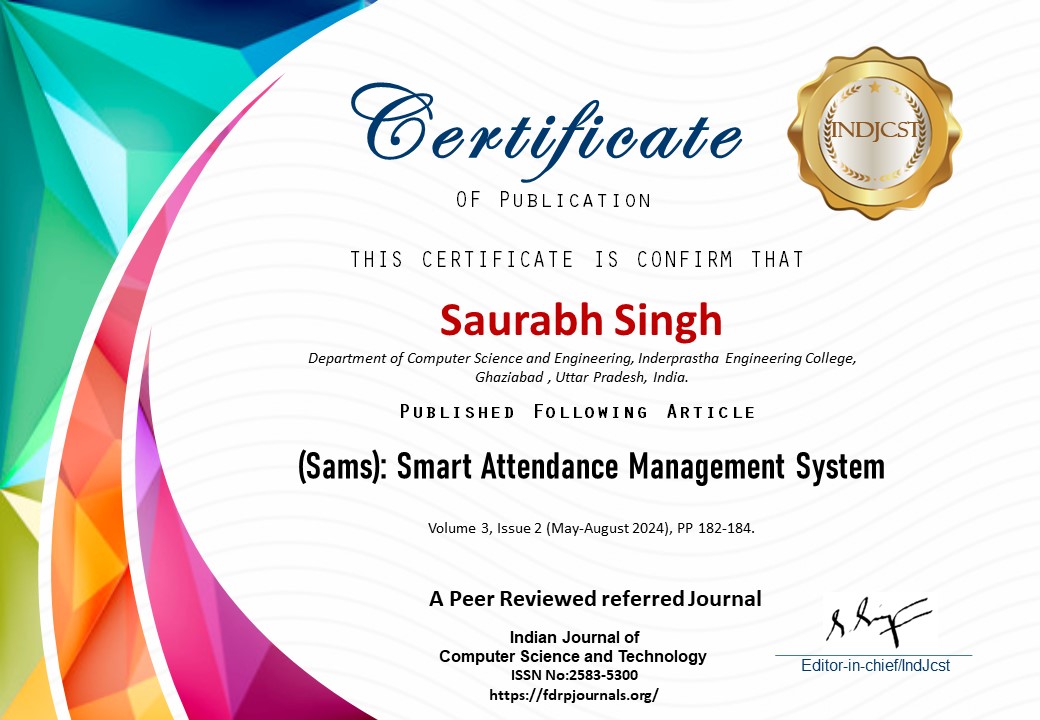 Certificate
OF PUBLICATION
INDJCST
THIS CERTIFICATE IS CONFIRM THAT
Saurabh Singh
Department of Computer Science and Engineering, Inderprastha Engineering College,
Ghaziabad , Uttar Pradesh, India.
PUBLISHED FOLLOWING ARTICLE
(Sams): Smart Attendance Management System
Volume 3, Issue 2 (May-August 2024), PP 182-184.
A Peer Reviewed referred Journal
Indian Journal of
Computer Science and Technology
ISSN No:2583-5300
https://fdrpjournals.org/
Editor-in-chief/IndJcst